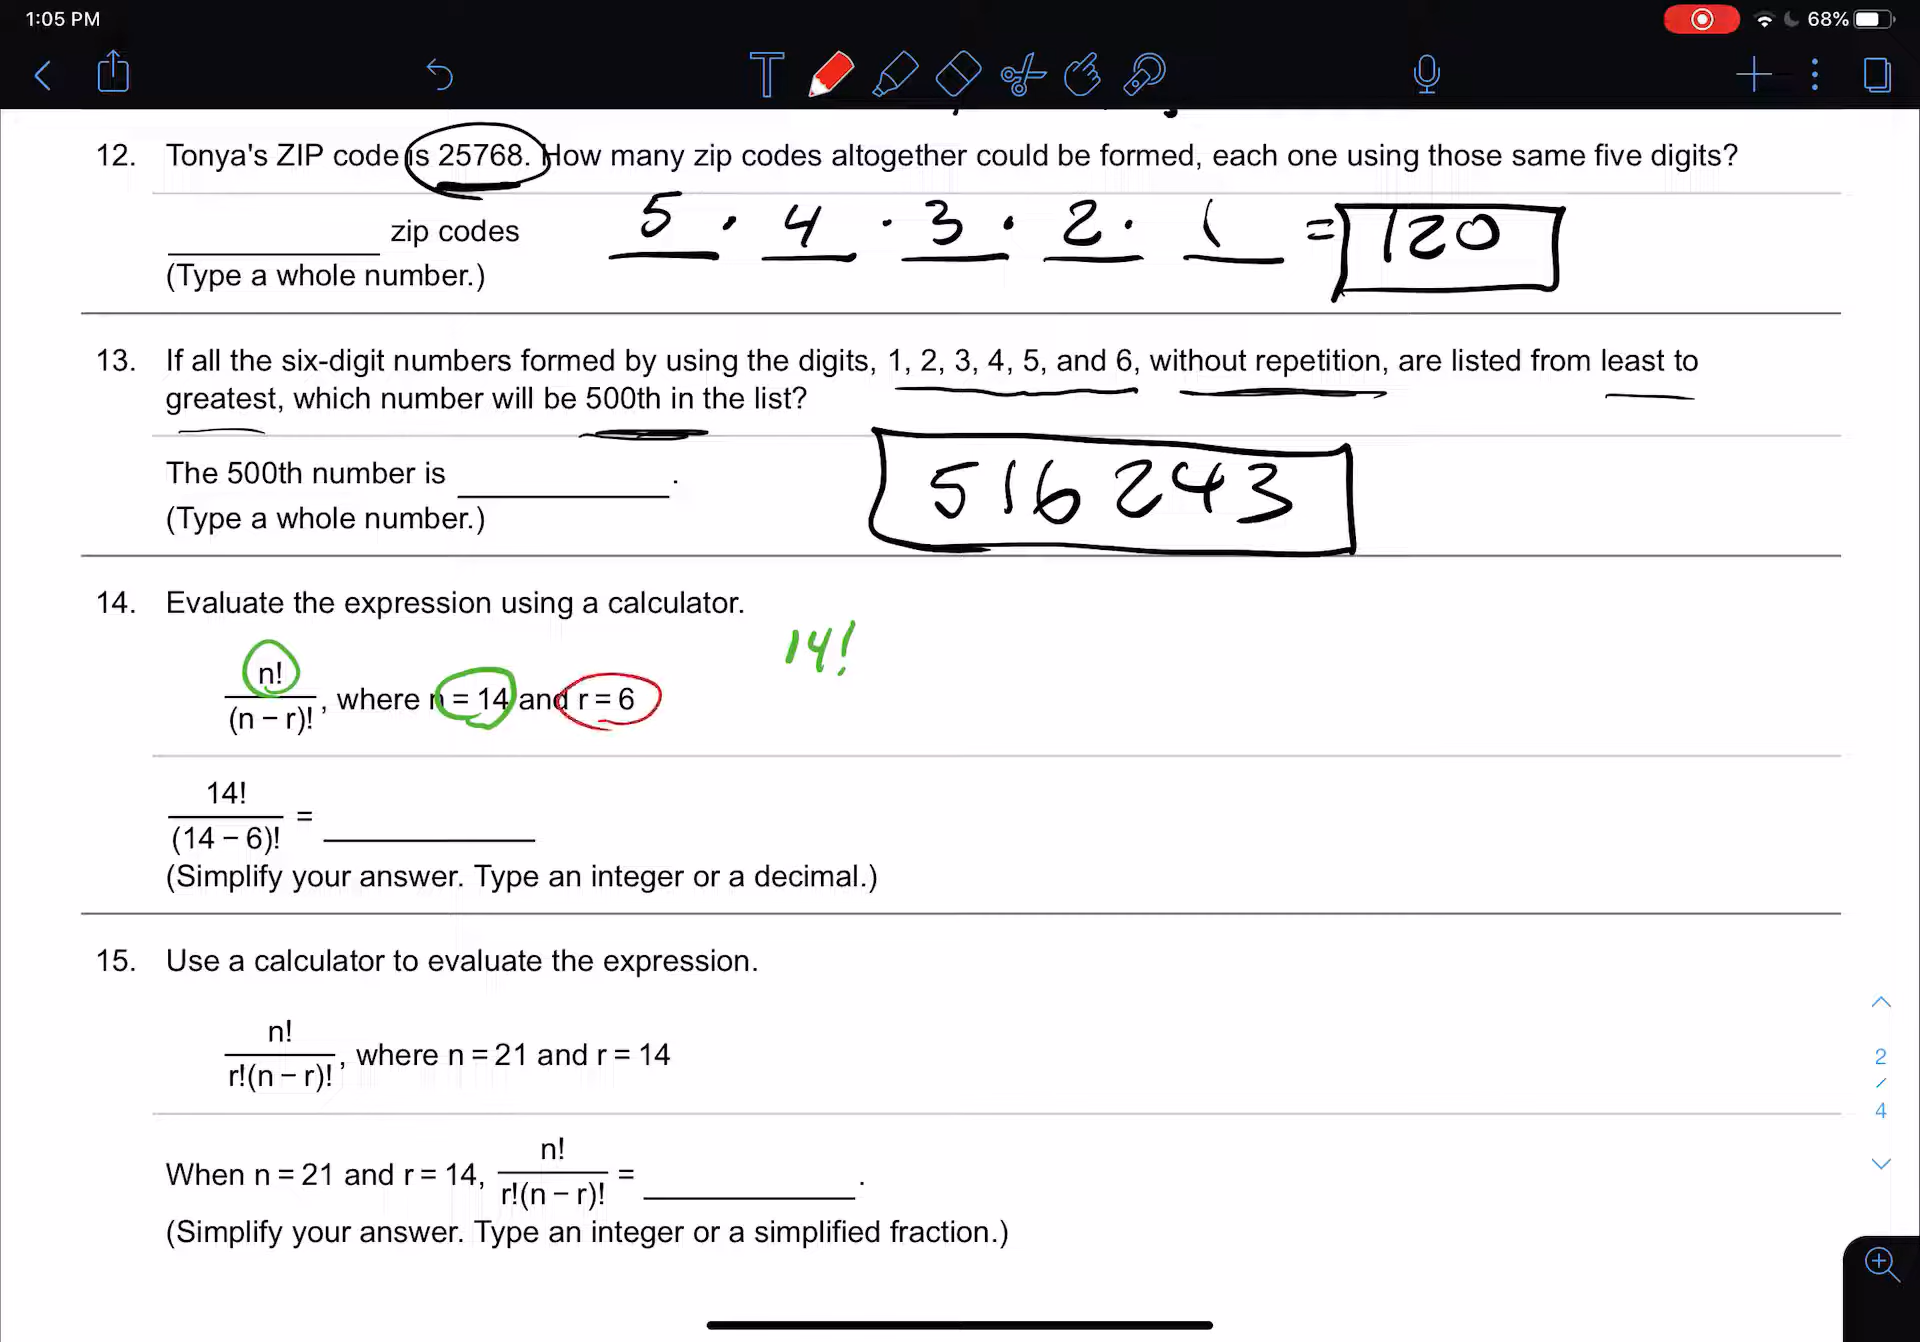 1:05 PM
68%
12. Tonya's ZIP code is 25768. How many zip codes altogether could be formed, each one using those same five digits?
__________ zip codes 5 · 4 · 3 · 2 · 1 = 120
(Type a whole number.)
13. If all the six-digit numbers formed by using the digits, 1, 2, 3, 4, 5, and 6, without repetition, are listed from least to
greatest, which number will be 500th in the list?
The 500th number is __________. 516243
(Type a whole number.)
14. Evaluate the expression using a calculator.
14!
n!
, where n = 14 and r = 6
(n − r)!
14!
= __________
(14 − 6)!
(Simplify your answer. Type an integer or a decimal.)
15. Use a calculator to evaluate the expression.
n!
, where n = 21 and r = 14
r!(n − r)!
2
/
4
n!
When n = 21 and r = 14, = __________.
r!(n − r)!
(Simplify your answer. Type an integer or a simplified fraction.)